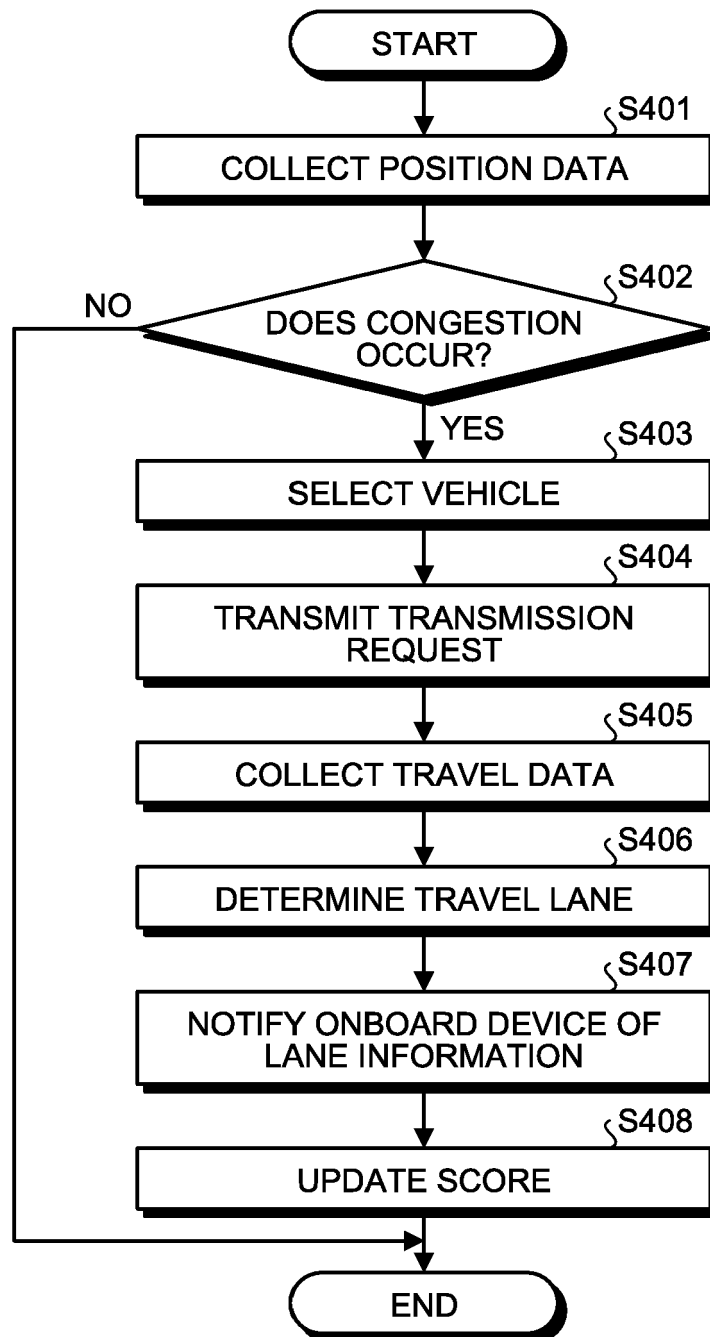 START
S401
COLLECT POSITION DATA
S402
NO
DOES CONGESTION
OCCUR?
YES
S403
SELECT VEHICLE
S404
TRANSMIT TRANSMISSION
REQUEST
S405
COLLECT TRAVEL DATA
S406
DETERMINE TRAVEL LANE
S407
NOTIFY ONBOARD DEVICE OF
LANE INFORMATION
S408
UPDATE SCORE
END